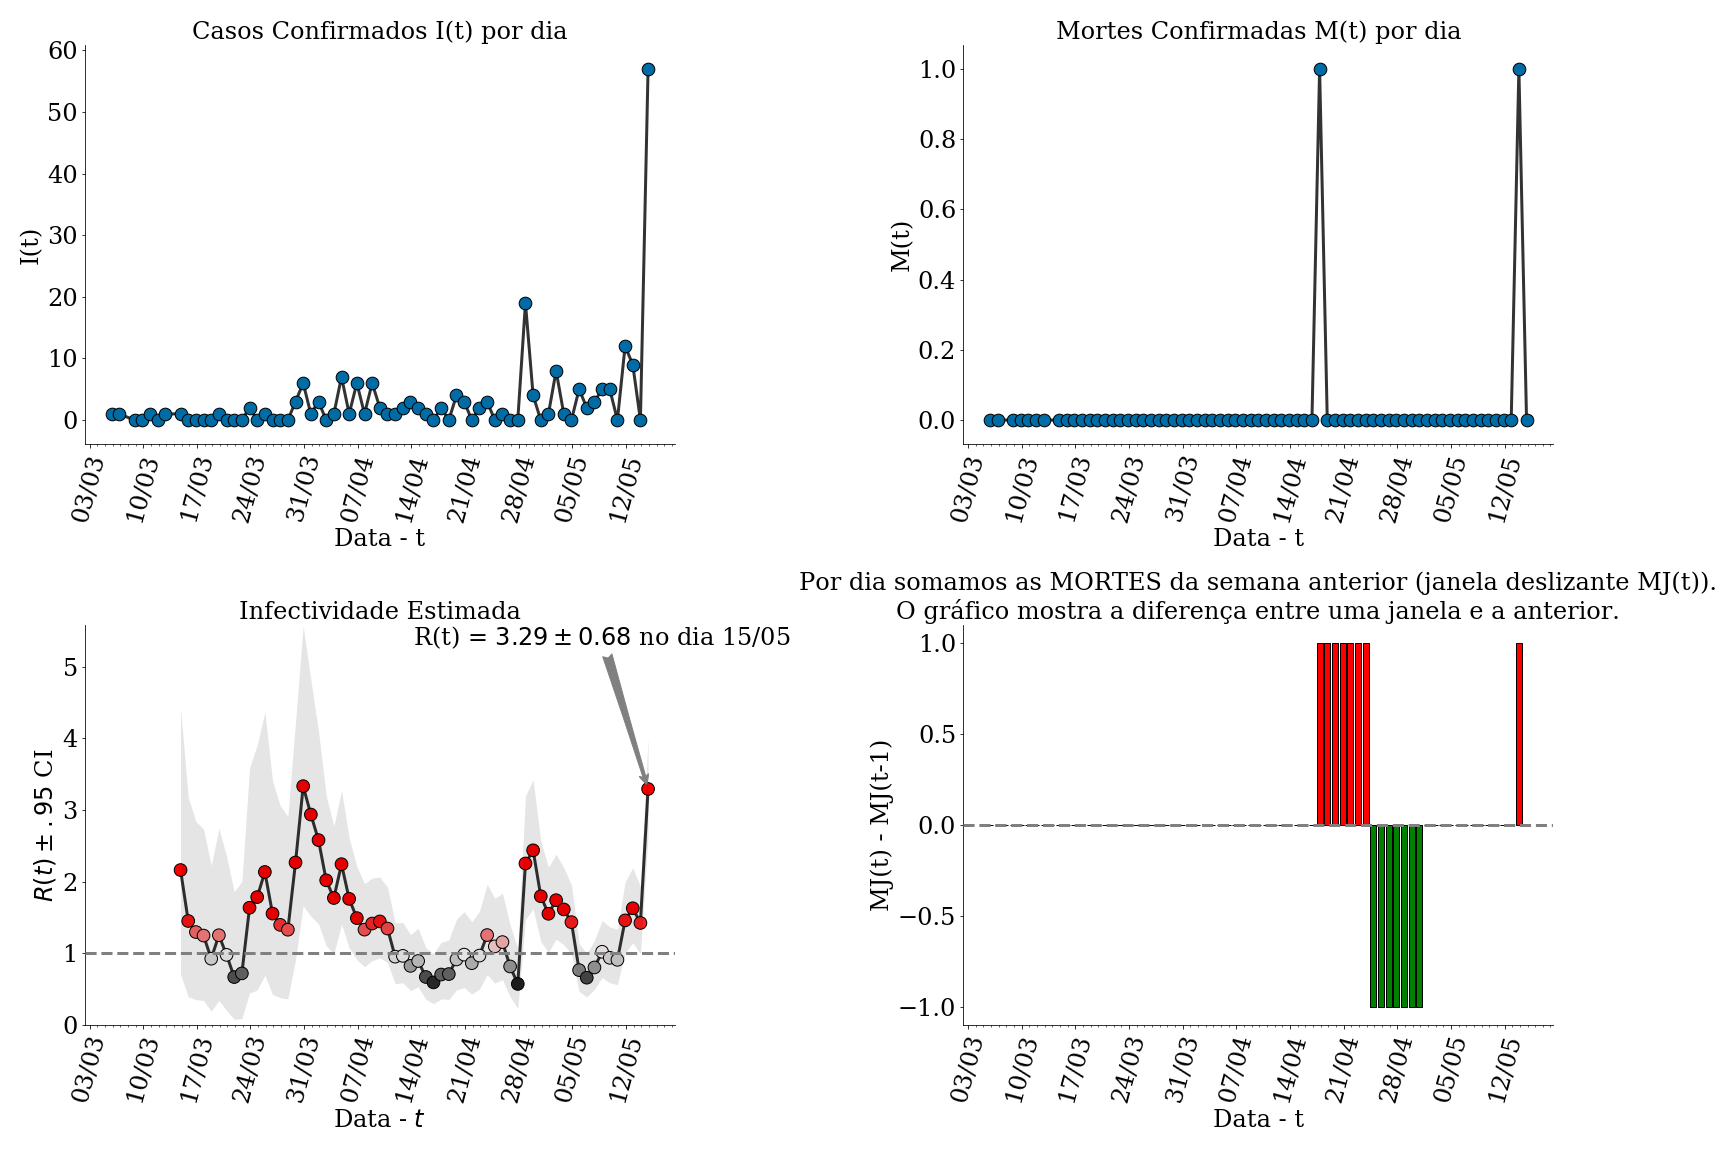 Casos Confirmados I(t) por dia
I(t)
60
50
40
30
20
10
0
03/03 10/03 17/03 24/03 31/03 07/04 14/04 21/04 28/04 05/05 12/05
Data - t
Mortes Confirmadas M(t) por dia
M(t)
1.0
0.8
0.6
0.4
0.2
0.0
03/03 10/03 17/03 24/03 31/03 07/04 14/04 21/04 28/04 05/05 12/05
Data - t
Infectividade Estimada
R(t) = 3.29 ± 0.68 no dia 15/05
R(t) ± .95 CI
5
4
3
2
1
0
03/03 10/03 17/03 24/03 31/03 07/04 14/04 21/04 28/04 05/05 12/05
Data - t
Por dia somamos as MORTES da semana anterior (janela deslizante MJ(t)).
O gráfico mostra a diferença entre uma janela e a anterior.
MJ(t) - MJ(t-1)
1.0
0.5
0.0
−0.5
−1.0
03/03 10/03 17/03 24/03 31/03 07/04 14/04 21/04 28/04 05/05 12/05
Data - t